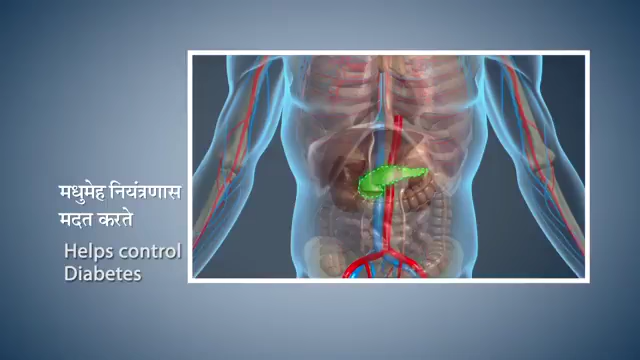 मधुमेह नियंत्रणास
मदत करते
Helps control
Diabetes